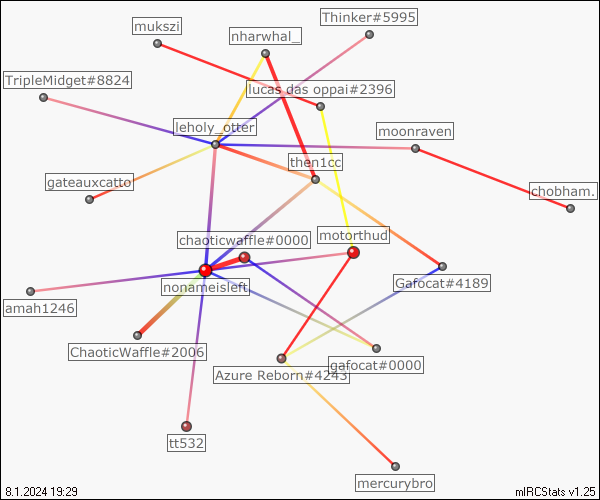 Thinker#5995
mukszi
nharwhal_
TripleMidget#8824
lucas das oppai#2396
leholy_otter
moonraven
then1cc
gateauxcatto
chobham.
chaoticwaffle#0000
motorthud
nonameisleft
Gafocat#4189
amah1246
ChaoticWaffle#2006
gafocat#0000
Azure Reborn#4243
tt532
mercurybro
8.1.2024 19:29
mIRCStats v1.25